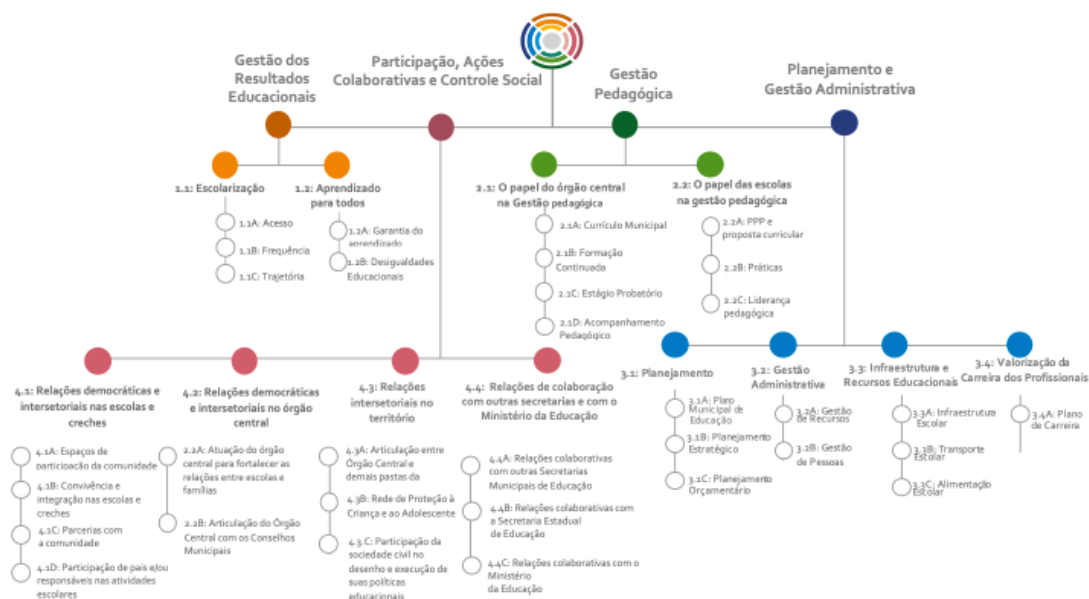 Gestão dos
Resultados
Educacionais
Participação, Ações
Colaborativas e Controle Social
Gestão
Pedagógica
Planejamento e
Gestão Administrativa
1.1: Escolarização
1.1A: Acesso
1.1B: Frequência
1.1C: Trajetória
1.2: Aprendizado
para todos
1.2A: Garantia do
aprendizado
1.2B: Desigualdades
Educacionais
2.1: O papel do órgão central
na Gestão pedagógica
2.1A: Currículo Municipal
2.1B: Formação
Continuada
2.1C: Estágio Probatório
2.1D: Acompanhamento
Pedagógico
2.2: O papel das escolas
na gestão pedagógica
2.2A: PPP e
proposta curricular
2.2B: Práticas
2.2C: Liderança
pedagógica
4.1: Relações democráticas e
intersetoriais nas escolas e
creches
4.1A: Espaços de
participação da comunidade
4.1B: Convivência e
integração nas escolas e
creches
4.1C: Parcerias com
a comunidade
4.1D: Participação de pais e/ou
responsáveis nas atividades
escolares
4.2: Relações democráticas
e intersetoriais no órgão
central
2.2A: Atuação do órgão
central para fortalecer as
relações entre escolas e
famílias
2.2B: Articulação do Órgão
Central com os Conselhos
Municipais
4.3: Relações
intersetoriais no
território
4.3A: Articulação entre
Órgão Central e
demais pastas da
4.3B: Rede de Proteção à
Criança e ao Adolescente
4.3.C: Participação da
sociedade civil no
desenho e execução de
suas políticas
educacionais
4.4: Relações de colaboração
com outras secretarias e com o
Ministério da Educação
4.4A: Relações colaborativas
com outras Secretarias
Municipais de Educação
4.4B: Relações colaborativas com
a Secretaria Estadual
de Educação
4.4C: Relações colaborativas com o
Ministério
da Educação
3.1: Planejamento
3.1A: Plano
Municipal de
Educação
3.1B: Planejamento
Estratégico
3.1C: Planejamento
Orçamentário
3.2: Gestão
Administrativa
3.2A: Gestão
de Recursos
3.2B: Gestão
de Pessoas
3.3: Infraestrutura e
Recursos Educacionais
3.3A: Infraestrutura
Escolar
3.3B: Transporte
Escolar
3.3C: Alimentação
Escolar
3.4: Valorização da
Carreira dos Profissionais
3.4A: Plano
de Carreira